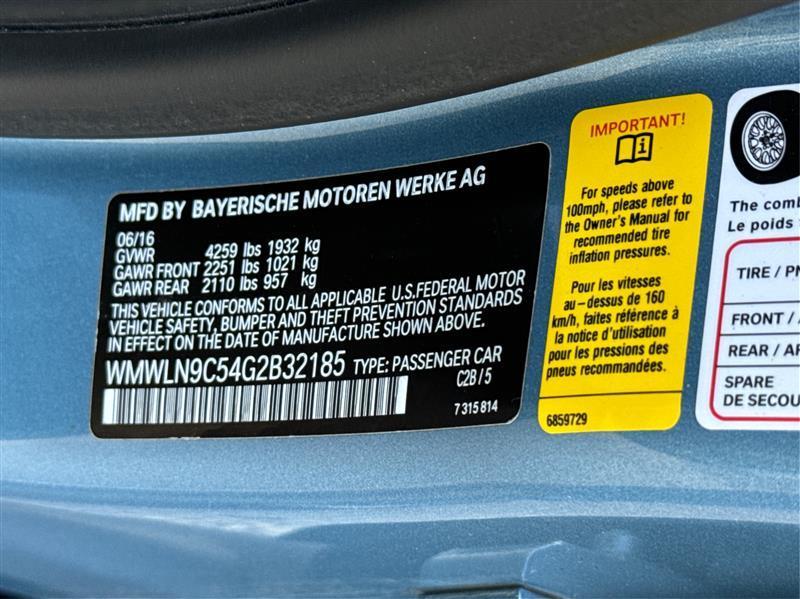 MFD BY BAYERISCHE MOTOREN WERKE AG
06/16
GVWR 4259 lbs 1932 kg
GAWR FRONT 2251 lbs 1021 kg
GAWR REAR 2110 lbs 957 kg
THIS VEHICLE CONFORMS TO ALL APPLICABLE U.S.FEDERAL MOTOR
VEHICLE SAFETY, BUMPER AND THEFT PREVENTION STANDARDS
IN EFFECT ON THE DATE OF MANUFACTURE SHOWN ABOVE.
WMWLN9C54G2B32185 TYPE: PASSENGER CAR
C2B / 5
7 315 814
IMPORTANT!
For speeds above
100mph, please refer to
the Owner's Manual for
recommended tire
inflation pressures.
Pour les vitesses
au-dessus de 160
km/h, faites référence à
la notice d'utilisation
pour les pressions des
pneus recommandées.
6859729
The comb
Le poids
TIRE / PN
FRONT / A
REAR / AR
SPARE
DE SECOU